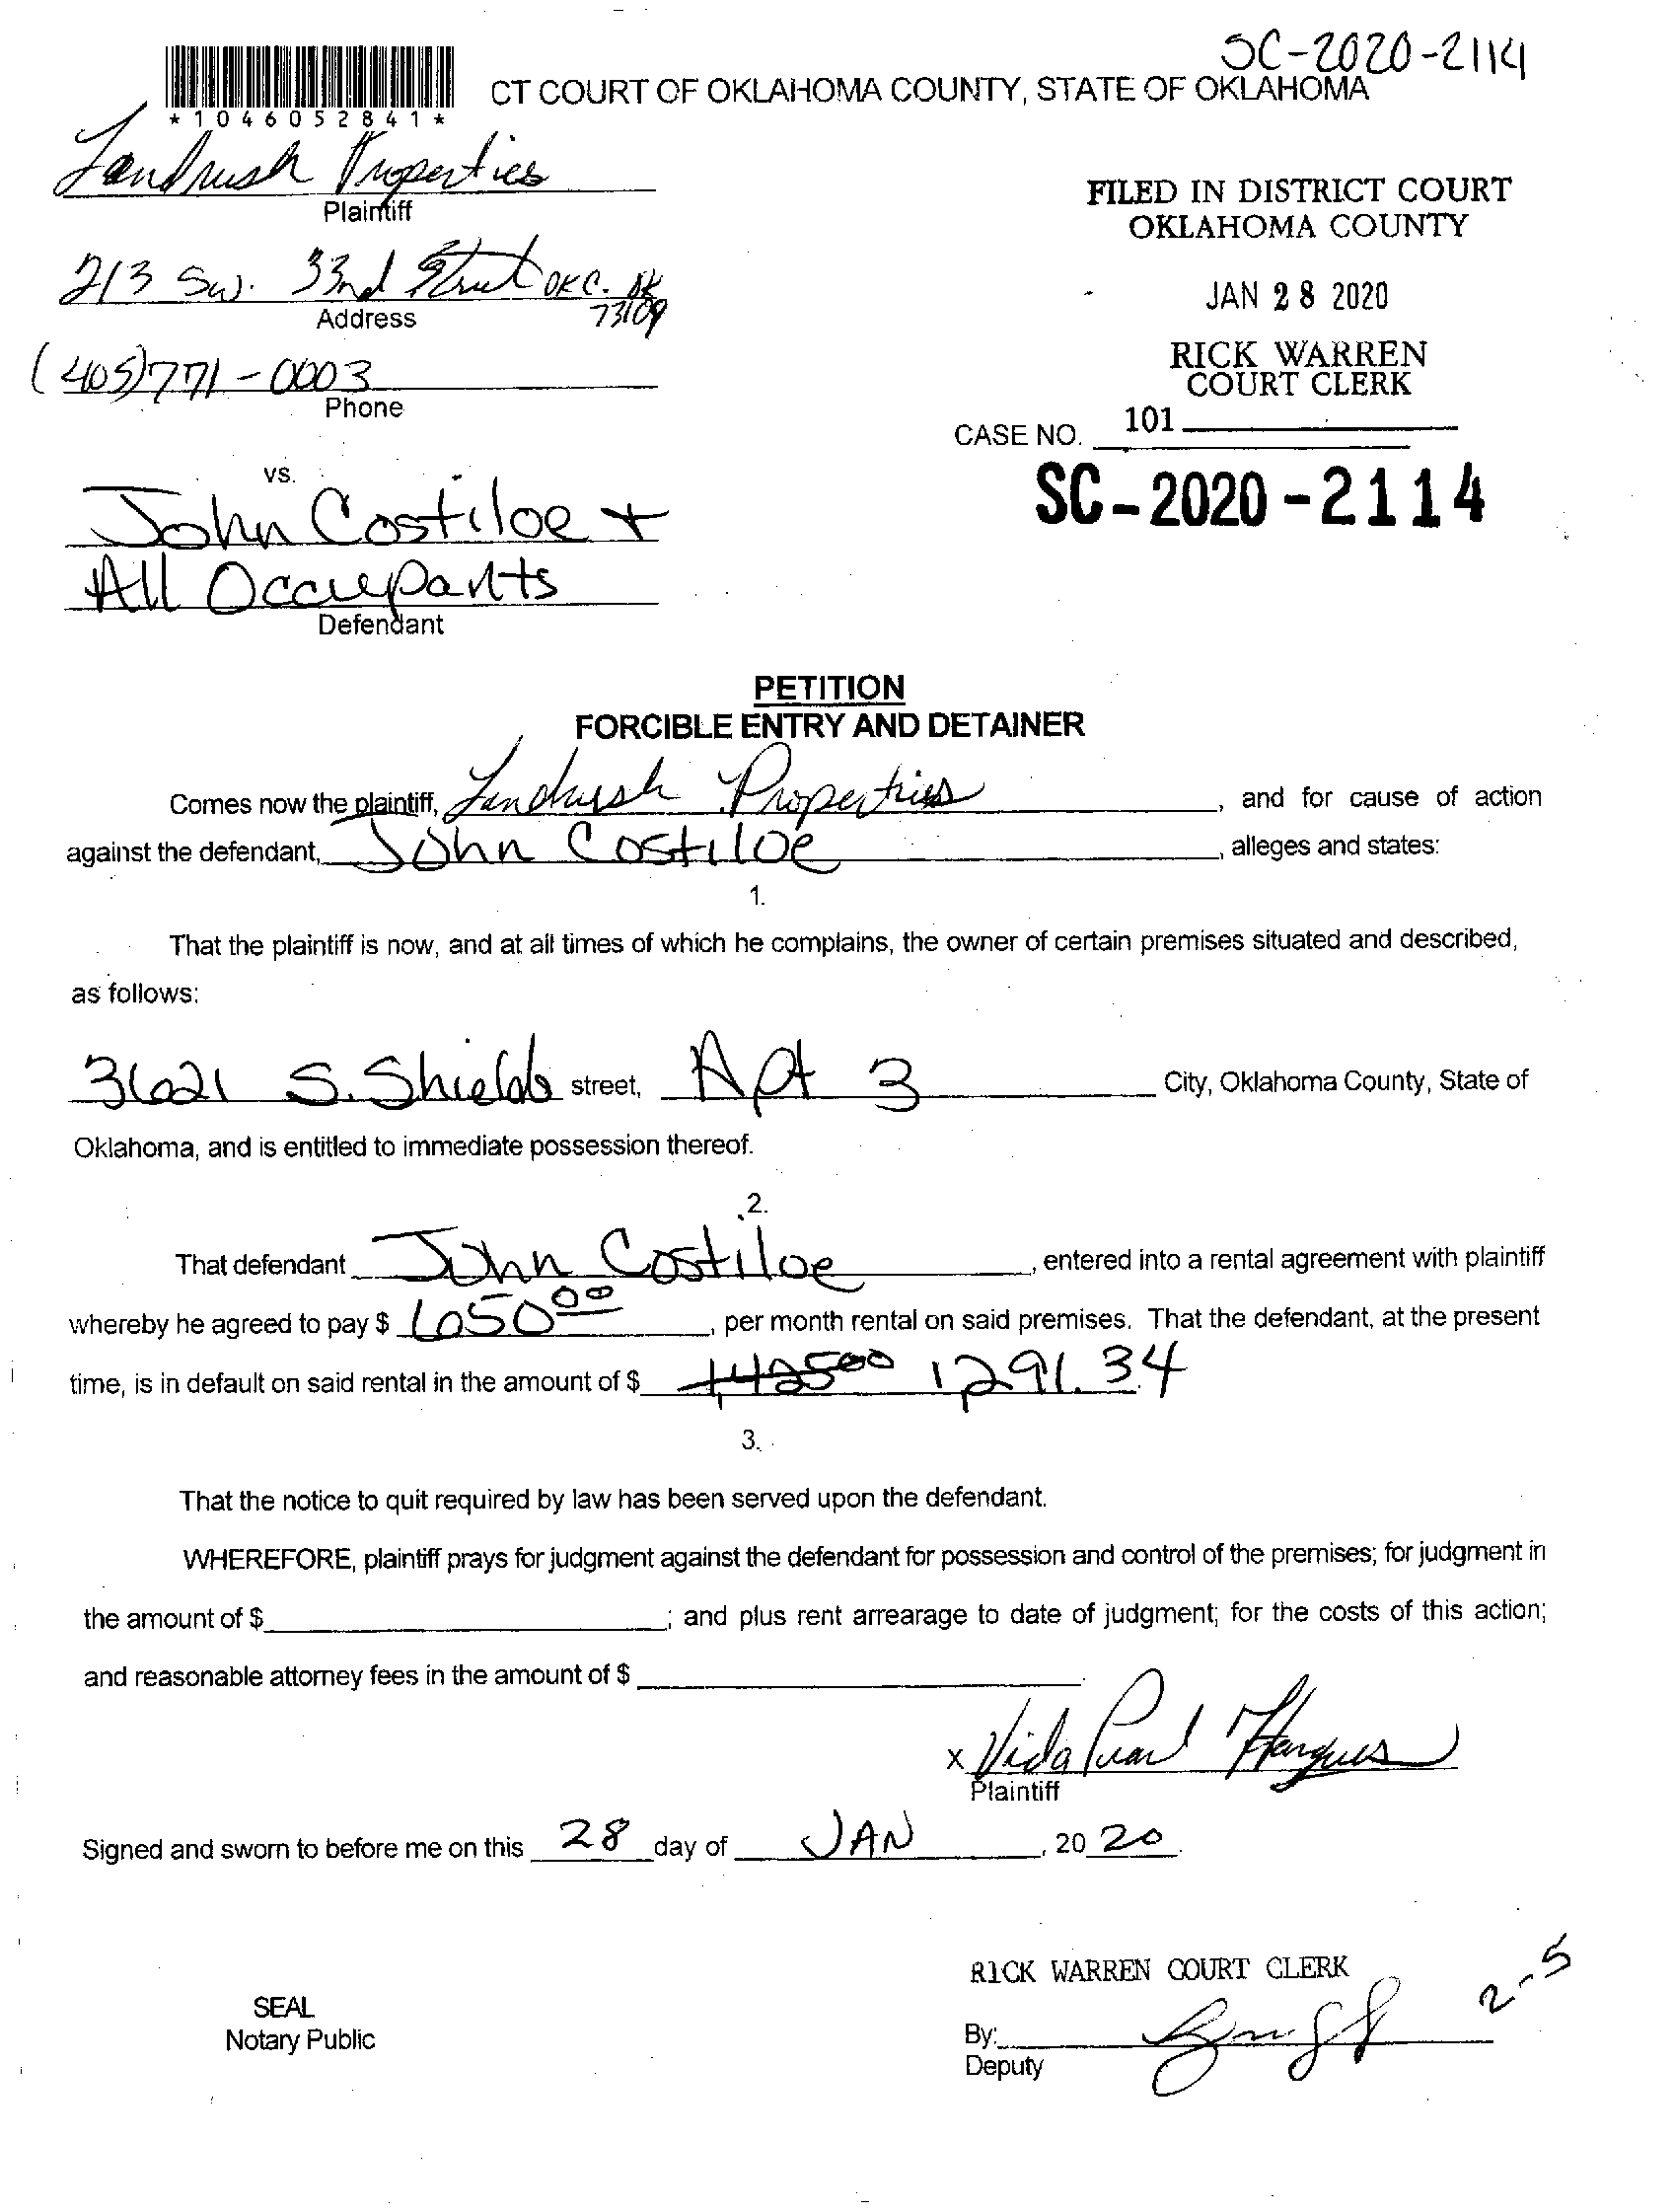 SC-2020-2114
*1046052841*
CT COURT OF OKLAHOMA COUNTY, STATE OF OKLAHOMA
Landrush Properties
Plaintiff
213 SW. 33rd Street OKC. OK
73109
Address
(405)771-0003
Phone
FILED IN DISTRICT COURT
OKLAHOMA COUNTY
JAN 28 2020
RICK WARREN
COURT CLERK
101
CASE NO.
SC-2020-2114
vs.
John Costiloe +
All Occupants
Defendant
PETITION
FORCIBLE ENTRY AND DETAINER
Comes now the plaintiff, Landrush Properties, and for cause of action
against the defendant, John Costiloe, alleges and states:
1.
That the plaintiff is now, and at all times of which he complains, the owner of certain premises situated and described,
as follows:
3621 S. Shields street, Apt 3 City, Oklahoma County, State of
Oklahoma, and is entitled to immediate possession thereof.
2.
That defendant John Costiloe, entered into a rental agreement with plaintiff
whereby he agreed to pay $ 650 00, per month rental on said premises. That the defendant, at the present
time, is in default on said rental in the amount of $ 1,425 00 1291.34
3.
That the notice to quit required by law has been served upon the defendant.
WHEREFORE, plaintiff prays for judgment against the defendant for possession and control of the premises; for judgment in
the amount of $ ; and plus rent arrearage to date of judgment; for the costs of this action;
and reasonable attorney fees in the amount of $ .
x Vida
Plaintiff
Signed and sworn to before me on this 28 day of JAN, 20 20.
RICK WARREN COURT CLERK
2-5
SEAL
Notary Public
By:
Deputy